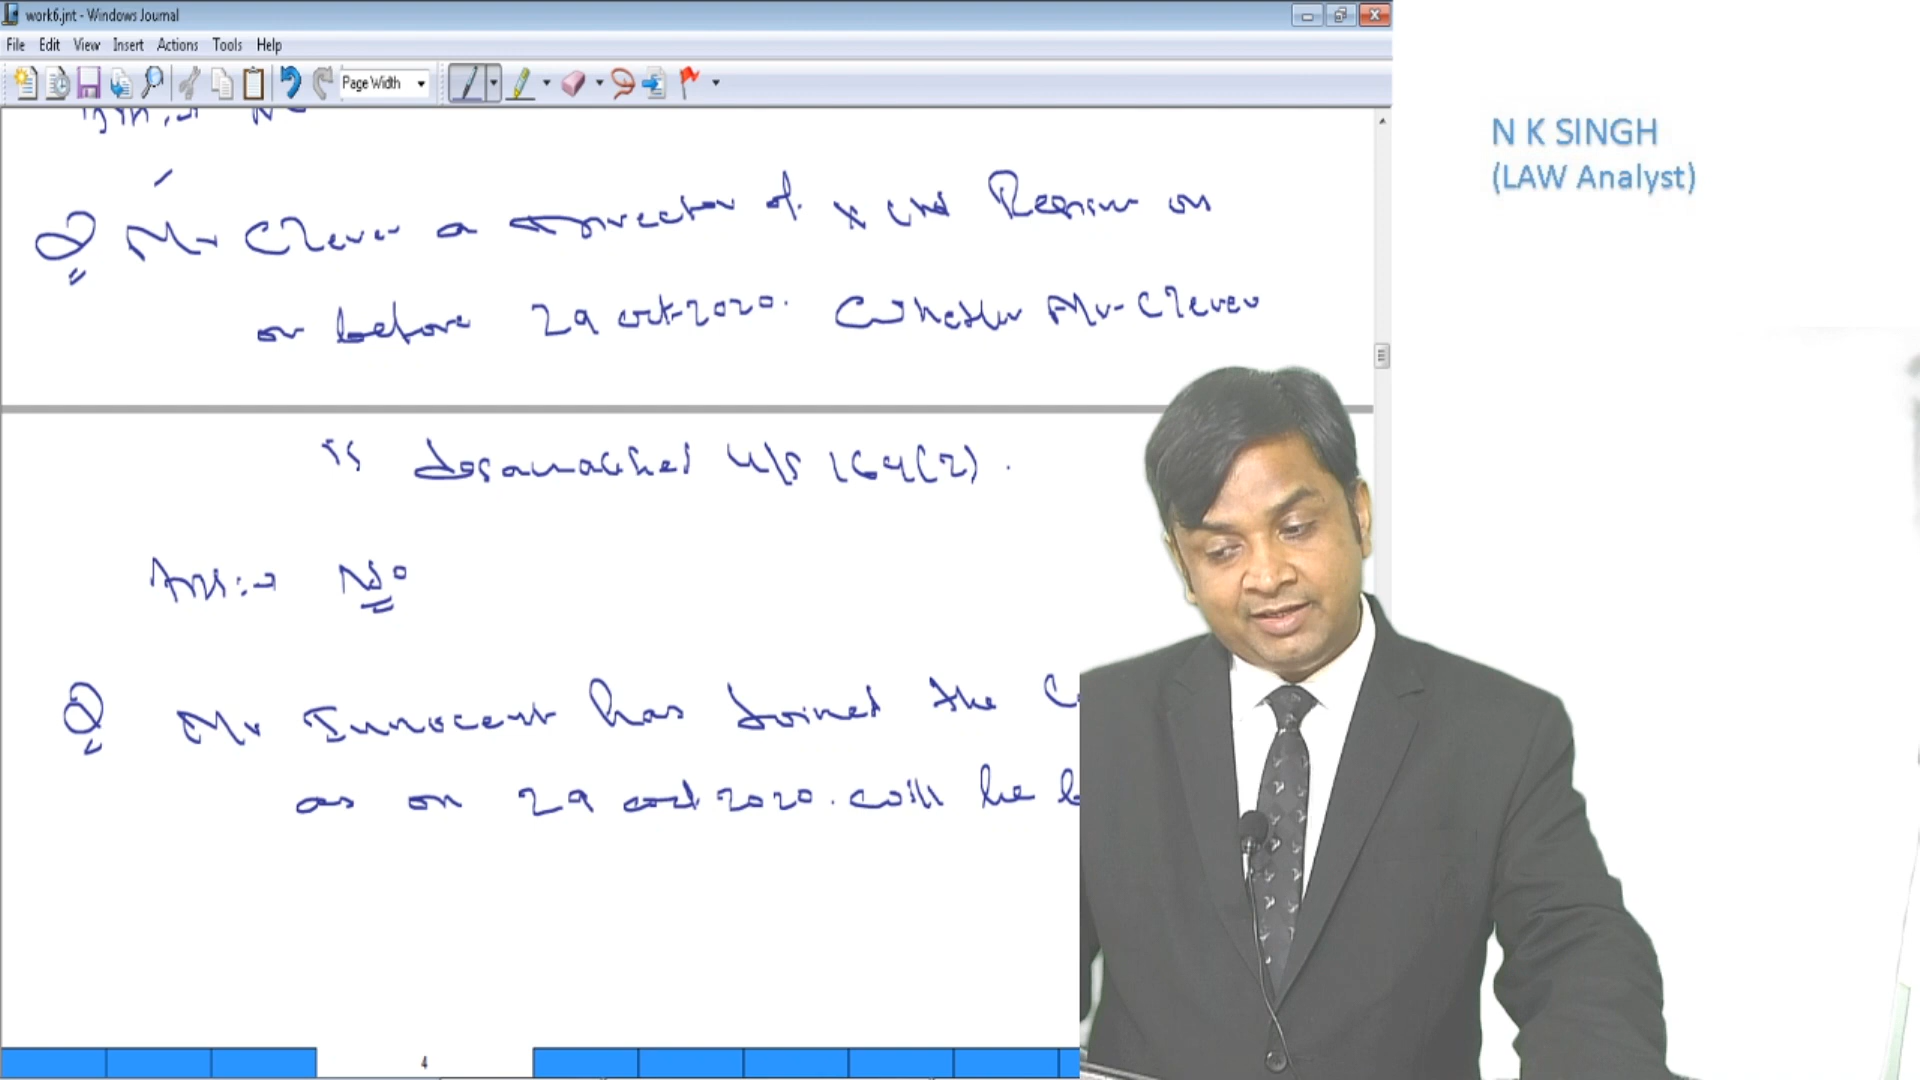 work6.jnt - Windows Journal
File Edit View Insert Actions Tools Help
Page Width
N K SINGH
(LAW Analyst)
Q Mr Clever a Director of X Ltd Resign on
or before 29 oct-2020. Whether Mr-Clever
is disqualified u/s 164(2).
Ans:→ No
Q Mr Innocent has Joined the
as on 29 oct 2020. will he
4